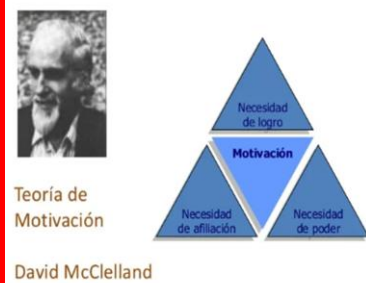 Teoría de
Motivación
David McClelland
Necesidad
de logro
Motivación
Necesidad
de afiliación
Necesidad
de poder